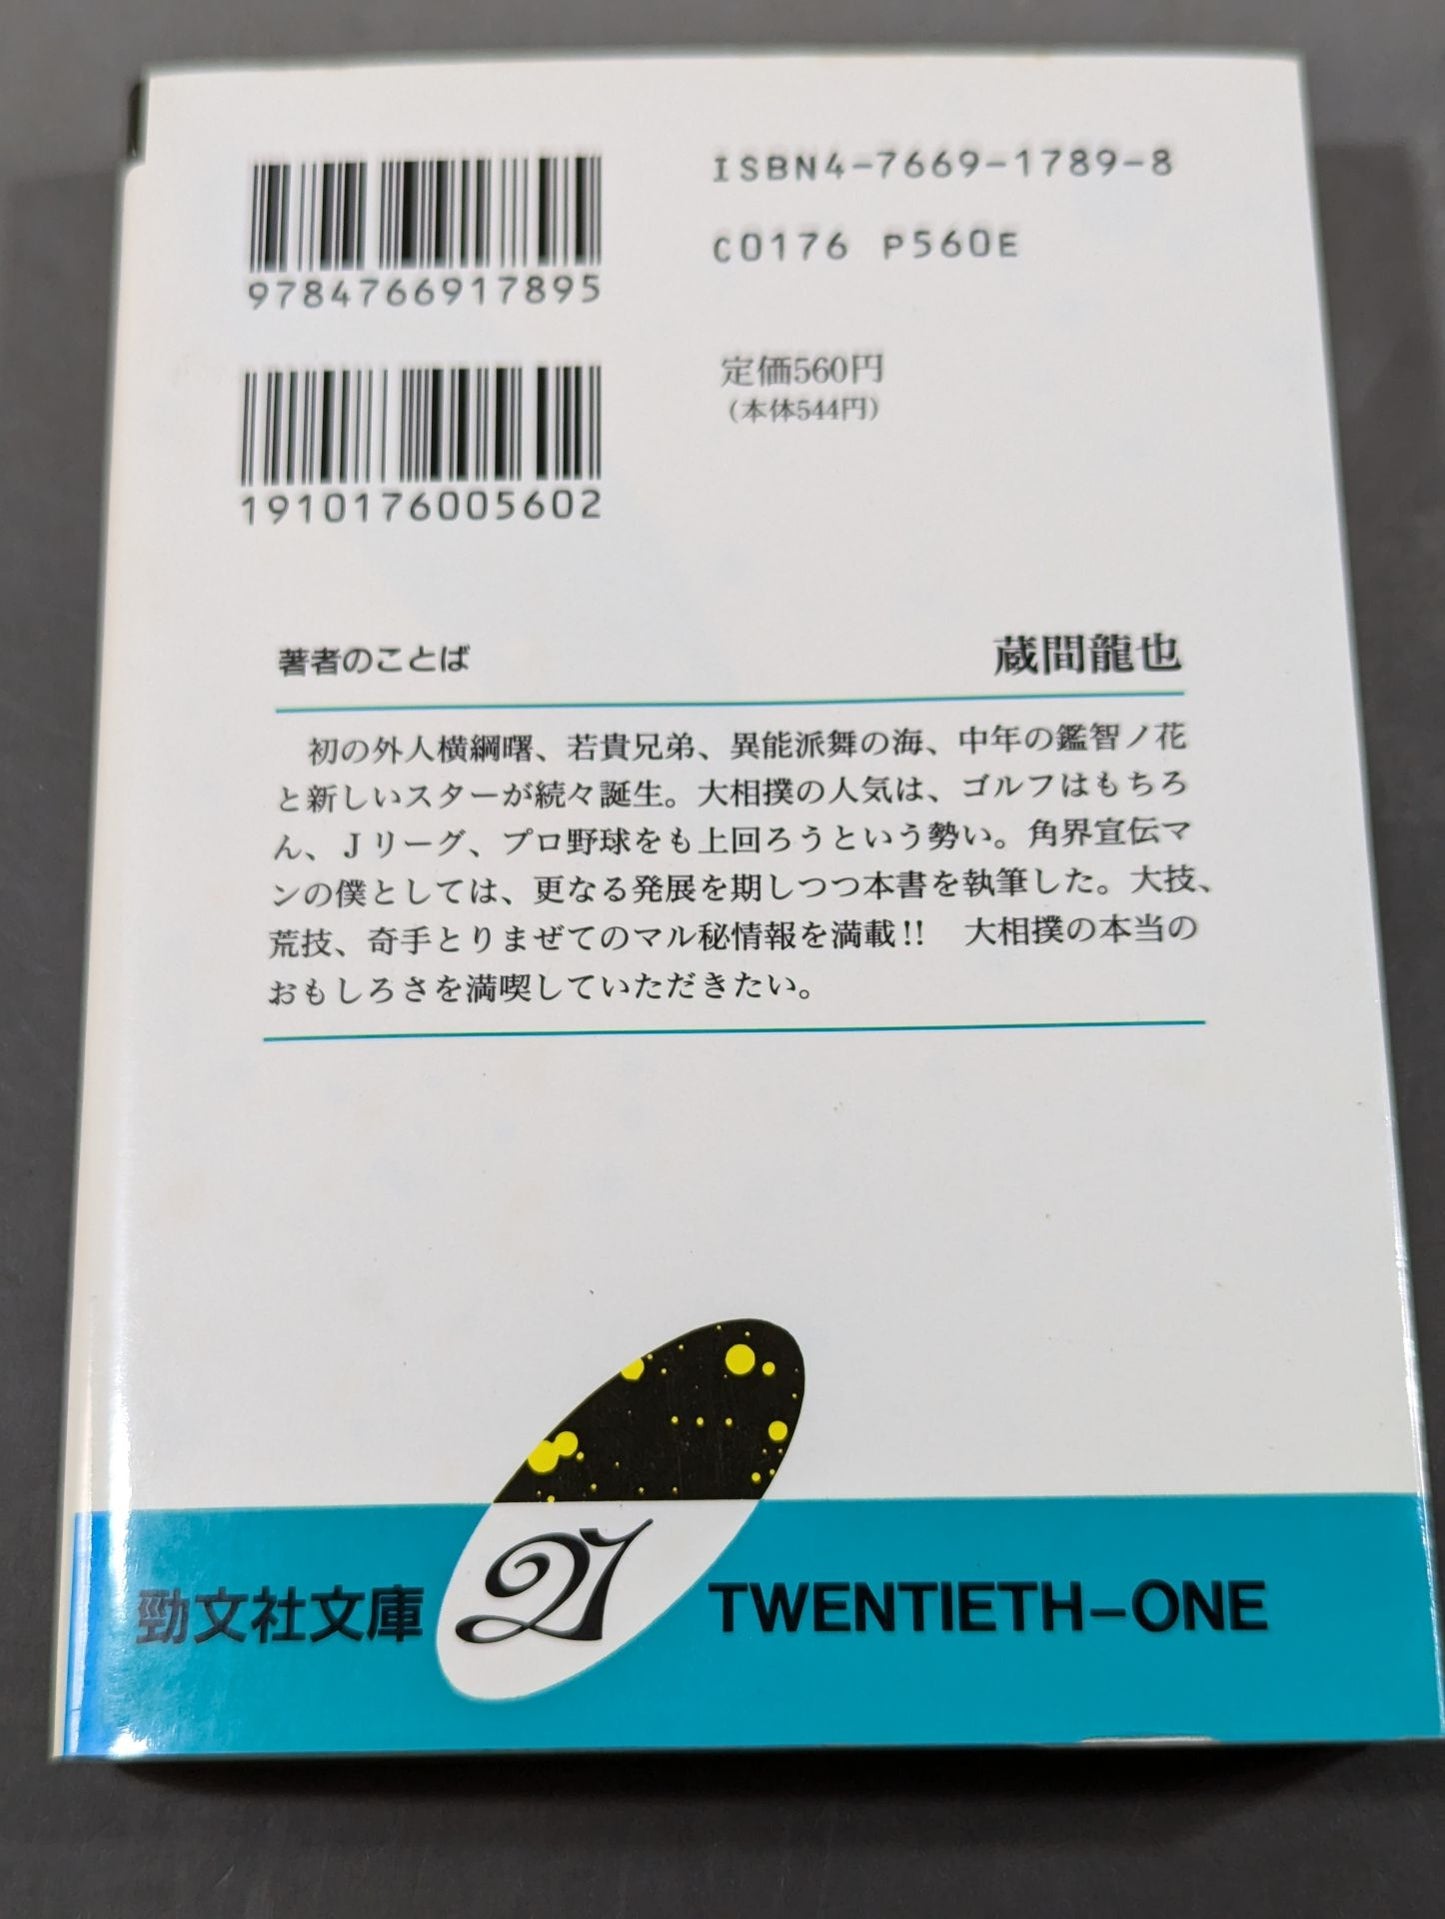 9784766917895
ISBN4-7669-1789-8
C0176 P560E
1910176005602
定価560円
（本体544円）
著者のことば
蔵間龍也
初の外人横綱曙、若貴兄弟、異能派舞の海、中年の鑑智ノ花
と新しいスターが続々誕生。大相撲の人気は、ゴルフはもちろ
ん、Jリーグ、プロ野球をも上回ろうという勢い。角界宣伝マ
ンの僕としては、更なる発展を期しつつ本書を執筆した。大技、
荒技、奇手とりまぜてのマル秘情報を満載!!　大相撲の本当の
おもしろさを満喫していただきたい。
勁文社文庫
21
TWENTIETH-ONE